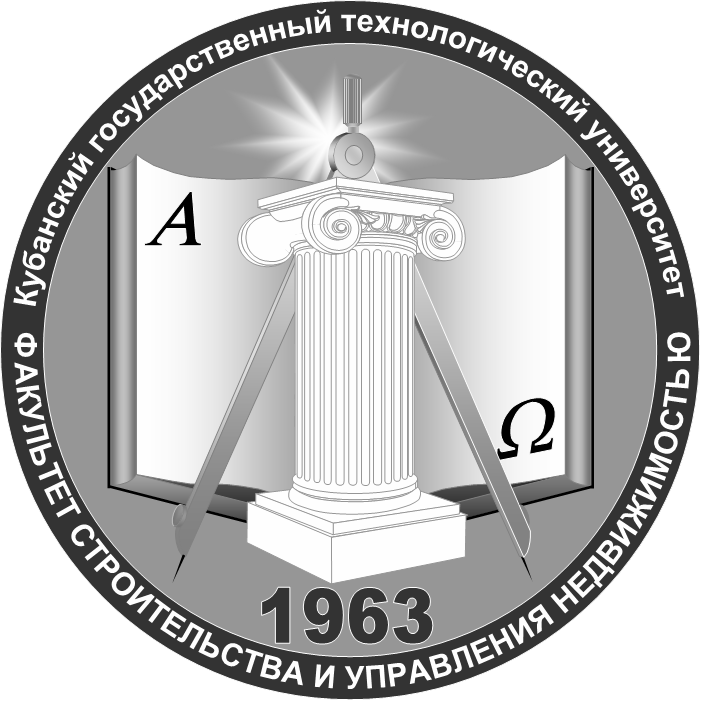 Кубанский государственный технологический университет
Α
Ω
1963
ФАКУЛЬТЕТ СТРОИТЕЛЬСТВА И УПРАВЛЕНИЯ НЕДВИЖИМОСТЬЮ